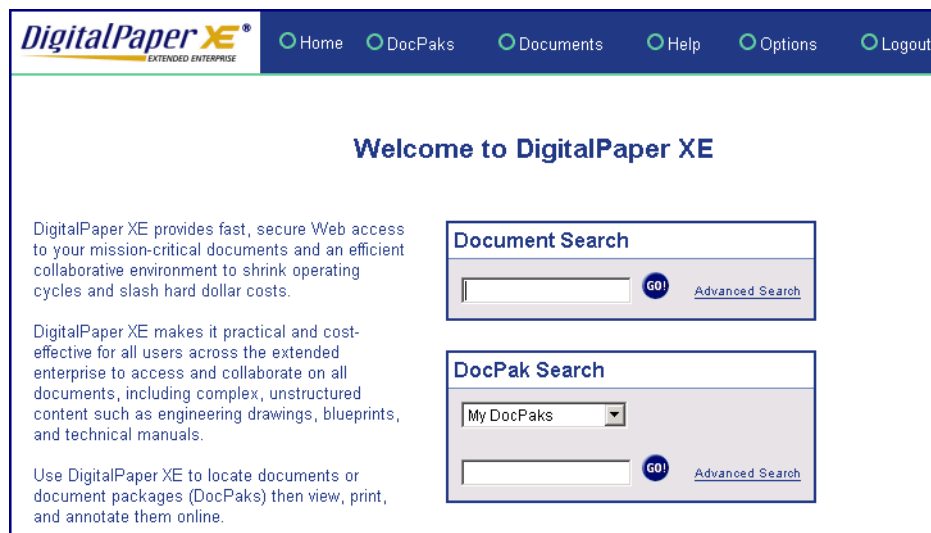 DigitalPaper XE®
EXTENDED ENTERPRISE
Home DocPaks Documents Help Options Logout
Welcome to DigitalPaper XE
DigitalPaper XE provides fast, secure Web access
to your mission-critical documents and an efficient
collaborative environment to shrink operating
cycles and slash hard dollar costs.
DigitalPaper XE makes it practical and cost-
effective for all users across the extended
enterprise to access and collaborate on all
documents, including complex, unstructured
content such as engineering drawings, blueprints,
and technical manuals.
Use DigitalPaper XE to locate documents or
document packages (DocPaks) then view, print,
and annotate them online.
Document Search
GO! Advanced Search
DocPak Search
My DocPaks
GO! Advanced Search